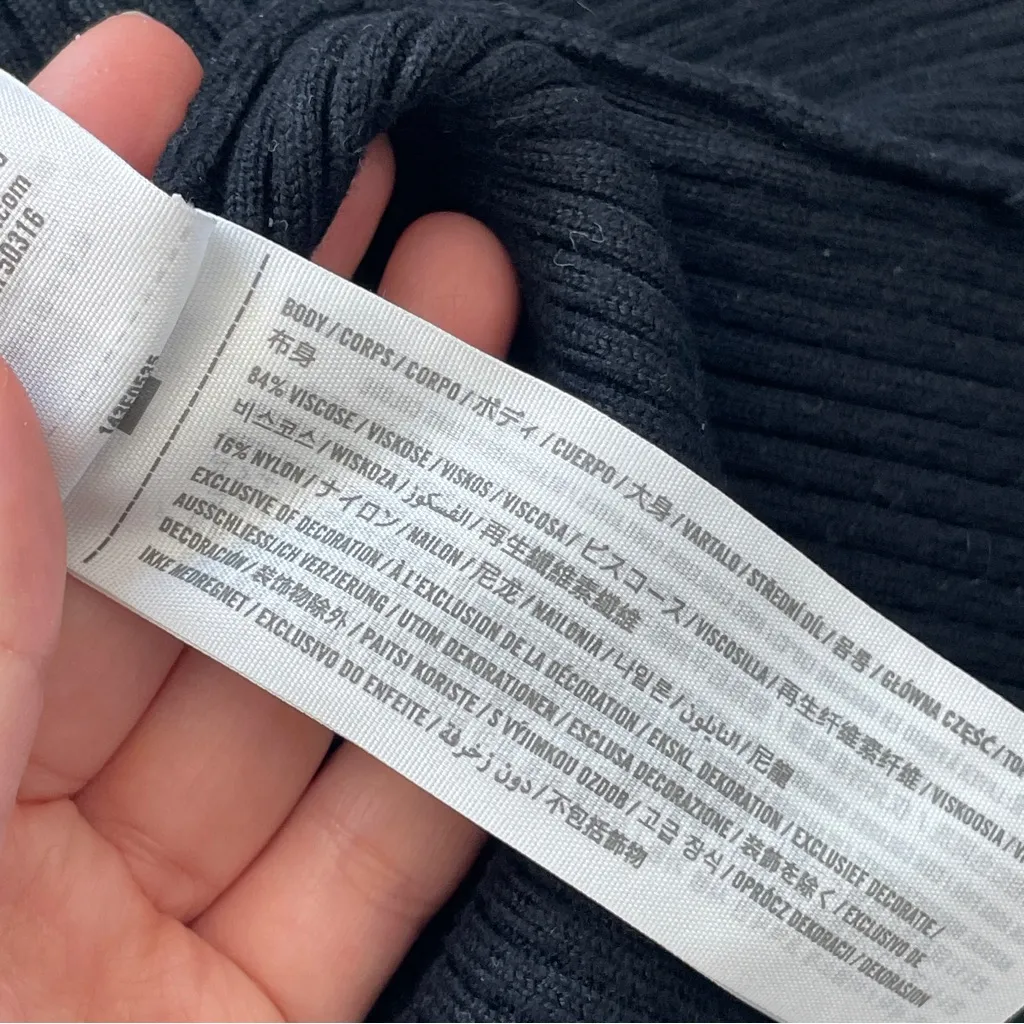 .com
50316
BODY / CORPS / CORPO / ボディ / CUERPO / 大身 / VARTALO / STŘEDNÍ DÍL / 몸통 / GŁÓWNA CZĘŚĆ /
布身
84% VISCOSE / VISKOSE / VISKOS / VISCOSA / ビスコース / VISCOSILLA / 再生纤维素纤维 / VISKOOSIA /
비스코스 / WISKOZA / الفسكوز / 再生纖維素纖維
16% NYLON / ナイロン / NAILON / 尼龙 / NAILONIA / 나일론 / النايلون / 尼龍
EXCLUSIVE OF DECORATION / À L'EXCLUSION DE LA DÉCORATION / EKSKL. DEKORATION / EXCLUSIEF DECORATIE /
AUSSCHLIESSLICH VERZIERUNG / UTOM DEKORATIONEN / ESCLUSA DECORAZIONE / 装飾を除く / EXCLUSIVO DE
DECORACIÓN / 装饰物除外 / PAITSI KORISTE / S VÝJIMKOU OZDOB / 고급 장식 / OPRÓCZ DEKORACJI / DEKORASJON
IKKE MEDREGNET / EXCLUSIVO DO ENFEITE / دون زخرفة / 不包括飾物